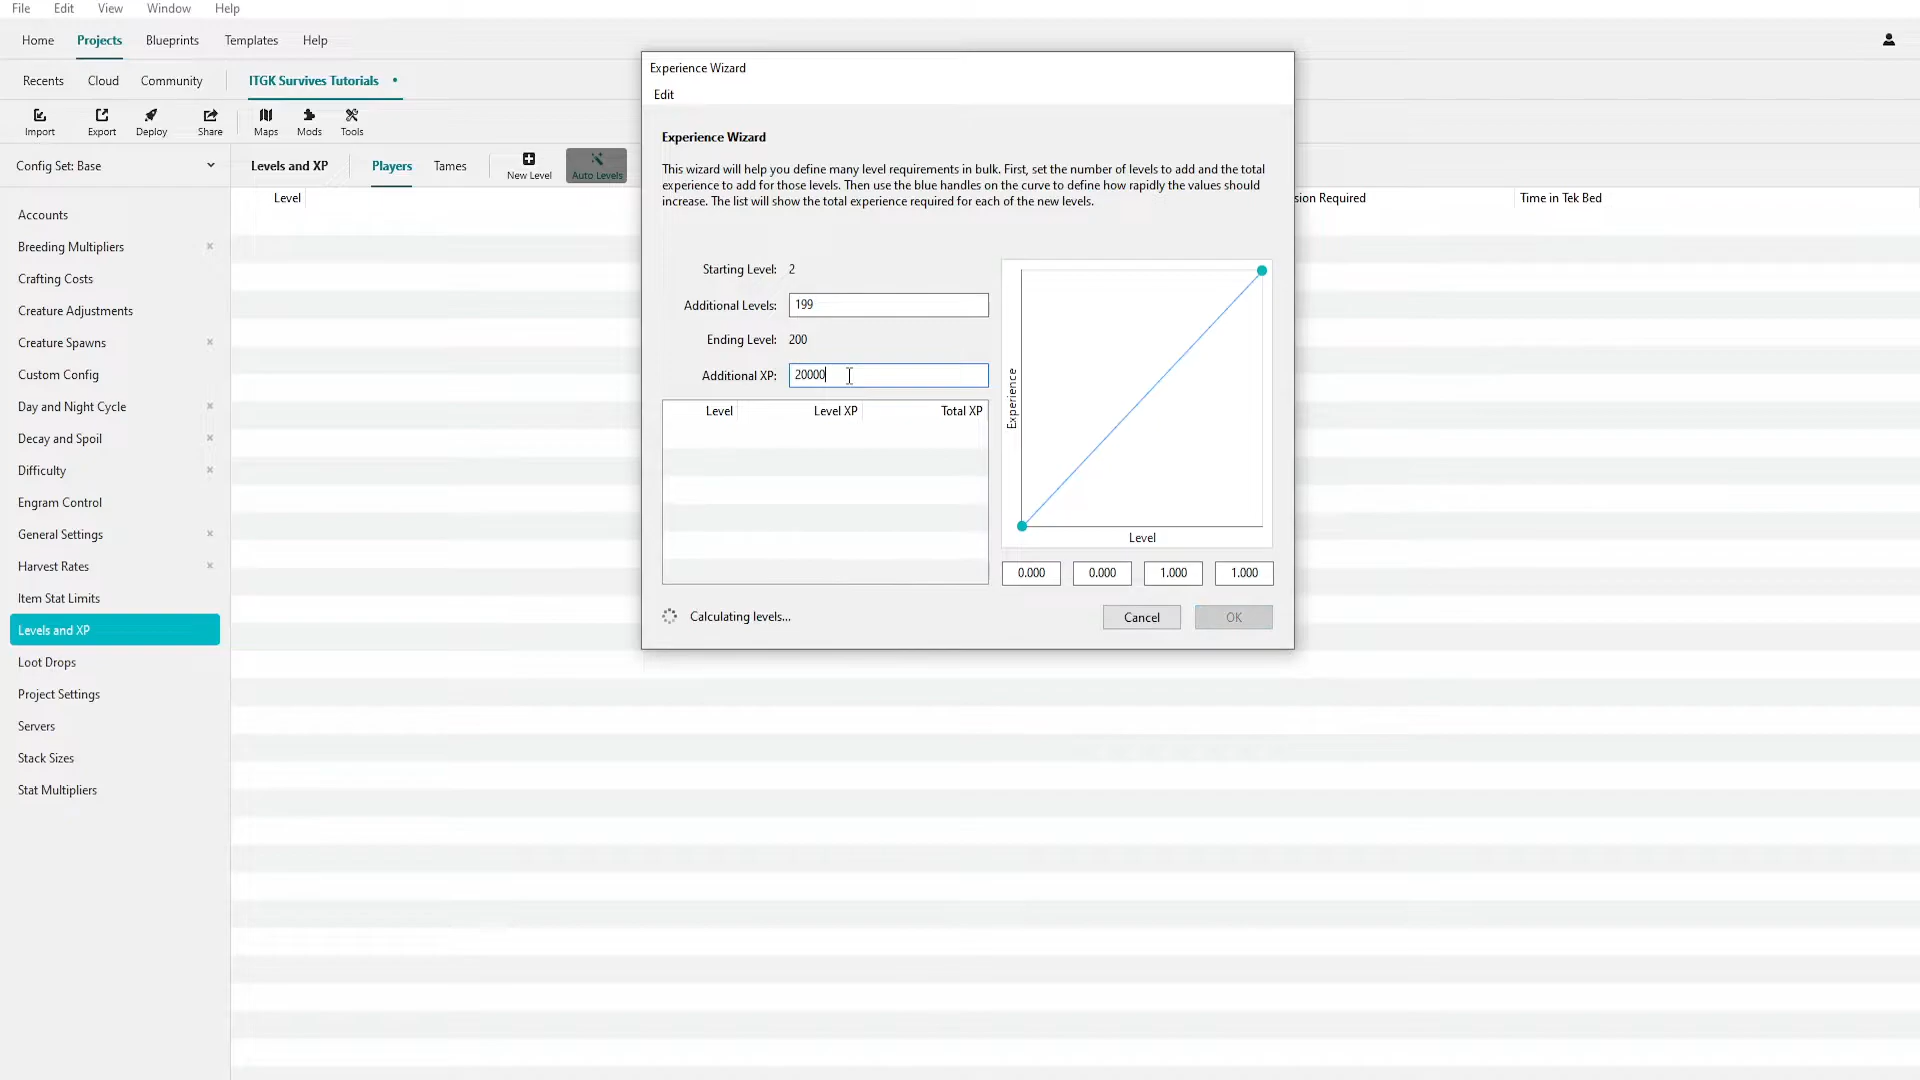 File Edit View Window Help
Home Projects Blueprints Templates Help
Recents Cloud Community ITGK Survives Tutorials •
Import Export Deploy Share Maps Mods Tools
Config Set: Base
Levels and XP Players Tames New Level Auto Levels
Level sion Required Time in Tek Bed
Accounts
Breeding Multipliers
Crafting Costs
Creature Adjustments
Creature Spawns
Custom Config
Day and Night Cycle
Decay and Spoil
Difficulty
Engram Control
General Settings
Harvest Rates
Item Stat Limits
Levels and XP
Loot Drops
Project Settings
Servers
Stack Sizes
Stat Multipliers
Experience Wizard
Edit
Experience Wizard
This wizard will help you define many level requirements in bulk. First, set the number of levels to add and the total
experience to add for those levels. Then use the blue handles on the curve to define how rapidly the values should
increase. The list will show the total experience required for each of the new levels.
Starting Level: 2
Additional Levels: 199
Ending Level: 200
Additional XP: 20000
Level Level XP Total XP
Experience
Level
0.000 0.000 1.000 1.000
Calculating levels...
Cancel OK